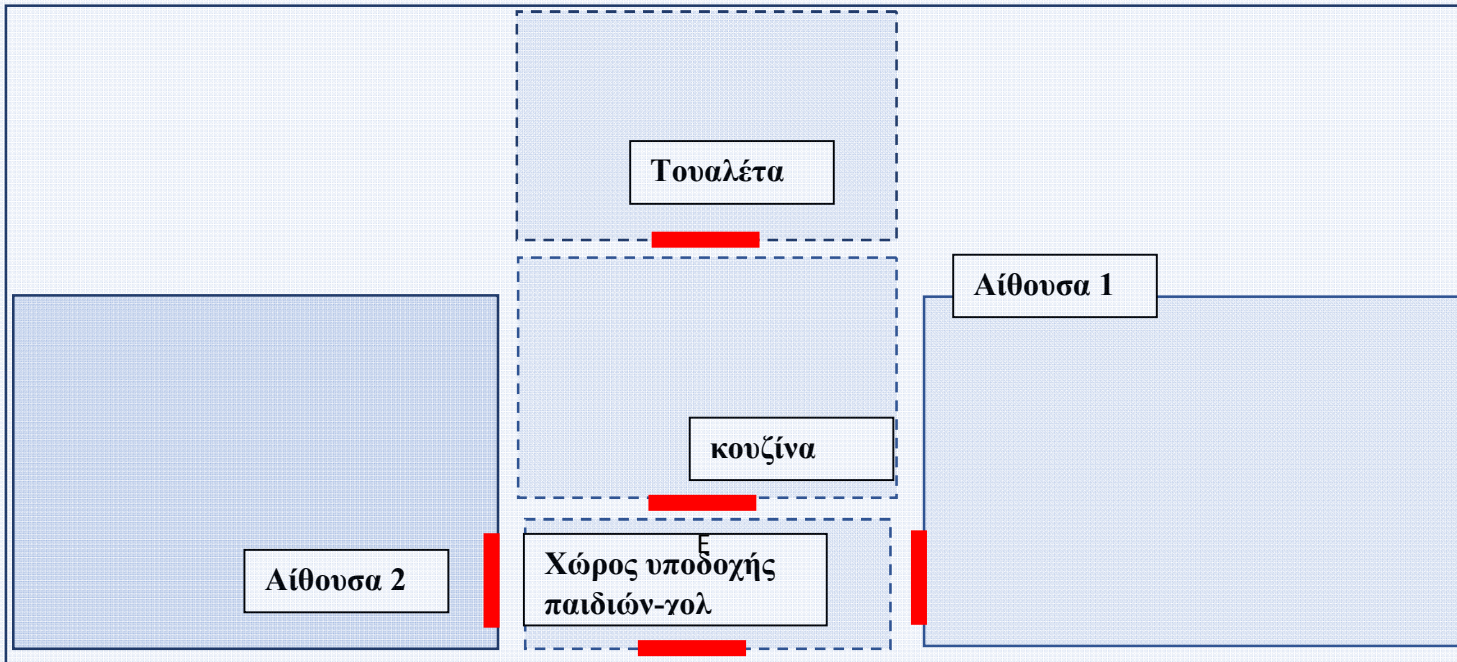 Τουαλέτα
Αίθουσα 1
κουζίνα
Ε
Χώρος υποδοχής
παιδιών-χολ
Αίθουσα 2